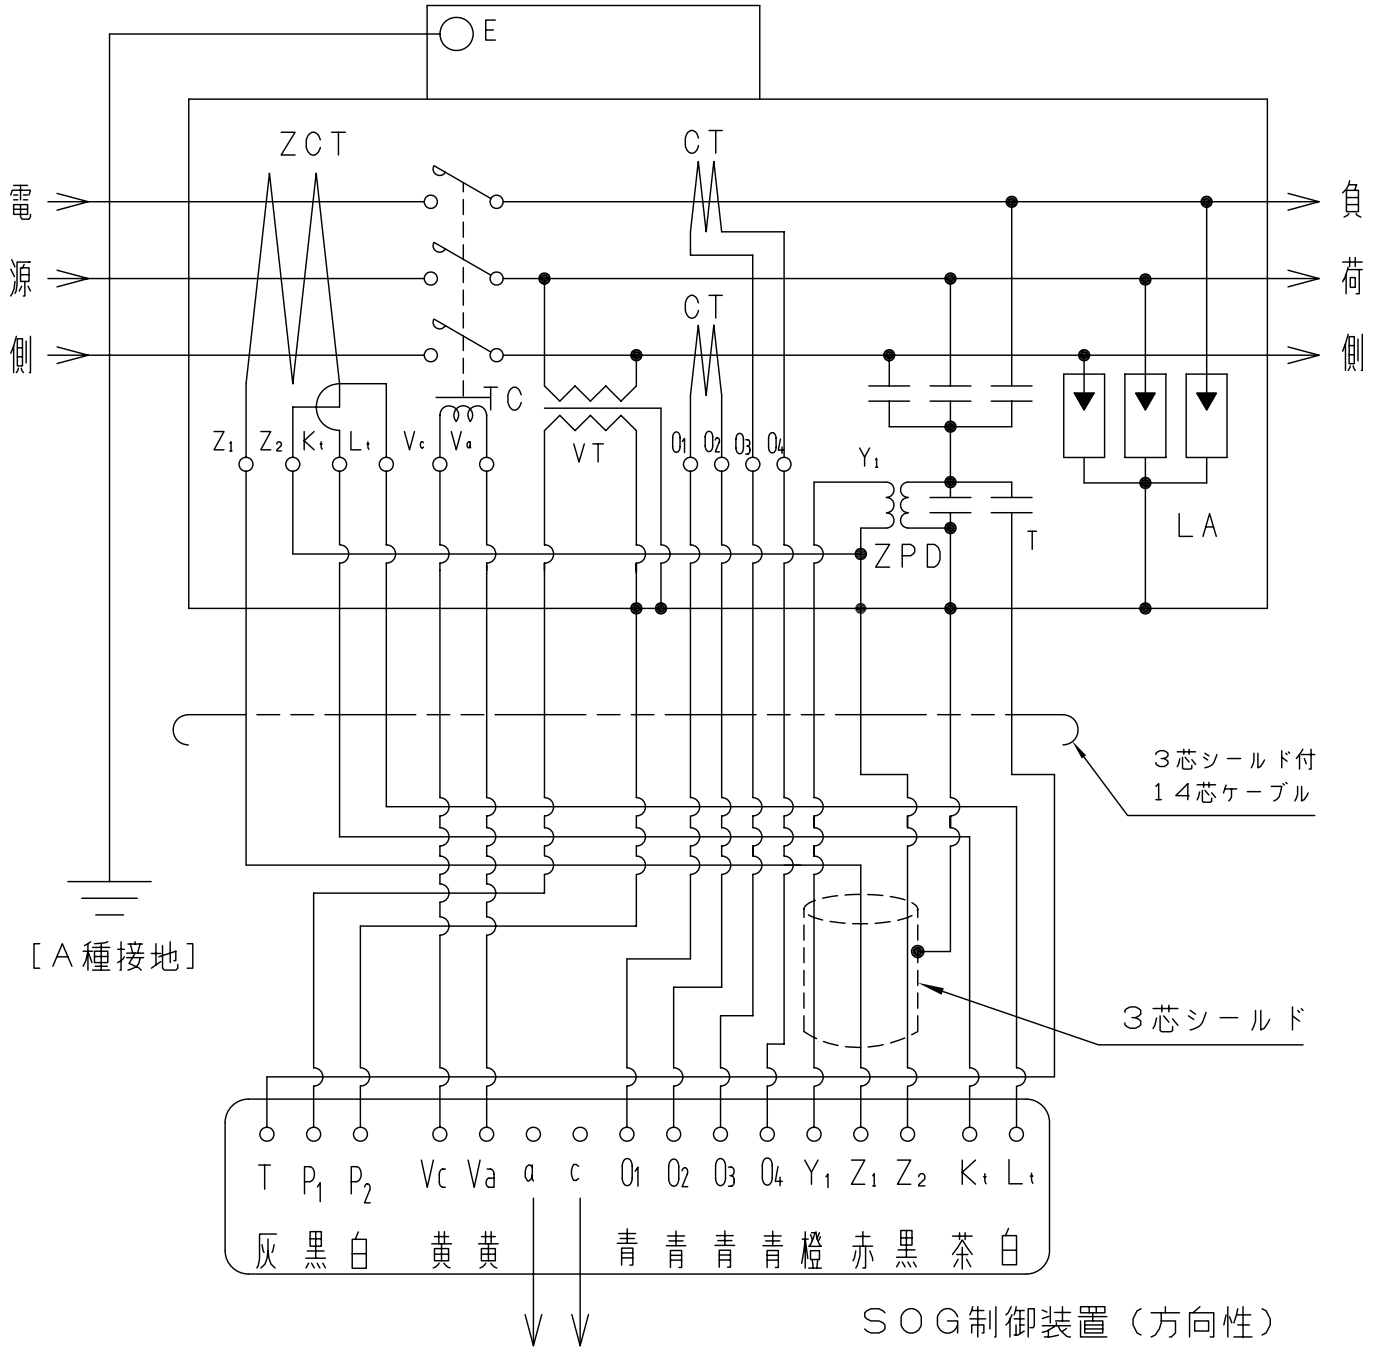 E
ZCT
CT
電源側
負荷側
CT
TC
Z1 Z2 Kt Lt Vc Va
VT
O1 O2 O3 O4
Y1
ZPD
T
LA
3芯シールド付
14芯ケーブル
[A種接地]
3芯シールド
T P1 P2 Vc Va a c O1 O2 O3 O4 Y1 Z1 Z2 Kt Lt
灰 黒 白 黄 黄 青 青 青 青 橙 赤 黒 茶 白
SOG制御装置(方向性)